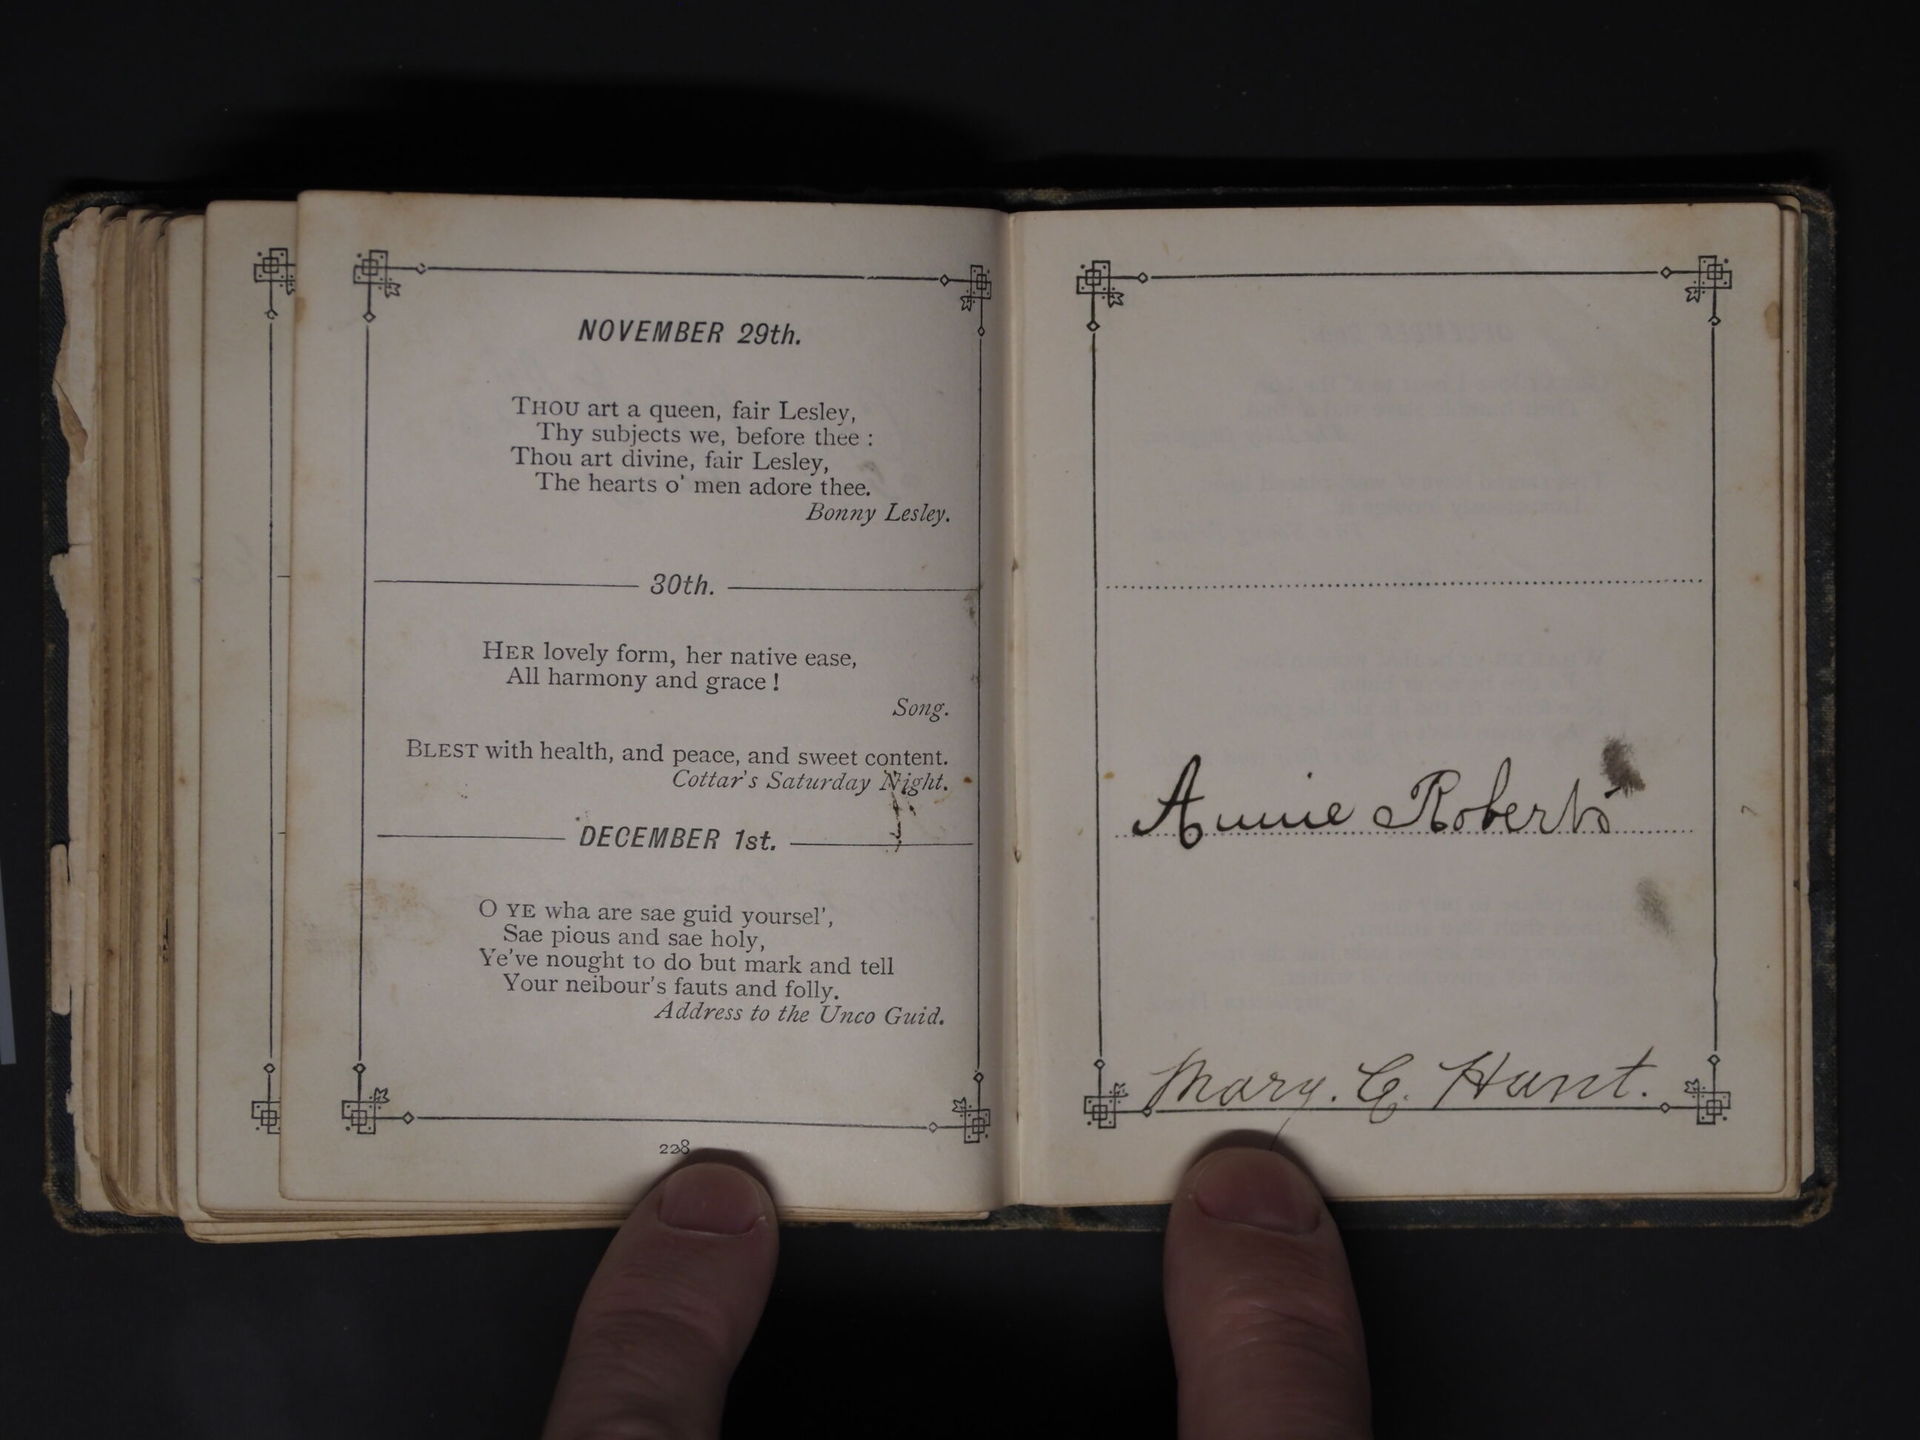 NOVEMBER 29th.
THOU art a queen, fair Lesley,
Thy subjects we, before thee :
Thou art divine, fair Lesley,
The hearts o' men adore thee.
Bonny Lesley.
30th.
HER lovely form, her native ease,
All harmony and grace !
Song.
BLEST with health, and peace, and sweet content.
Cottar's Saturday Night.
DECEMBER 1st.
O YE wha are sae guid yoursel',
Sae pious and sae holy,
Ye've nought to do but mark and tell
Your neibour's fauts and folly.
Address to the Unco Guid.
228
Annie Roberts
Mary. C. Hunt.